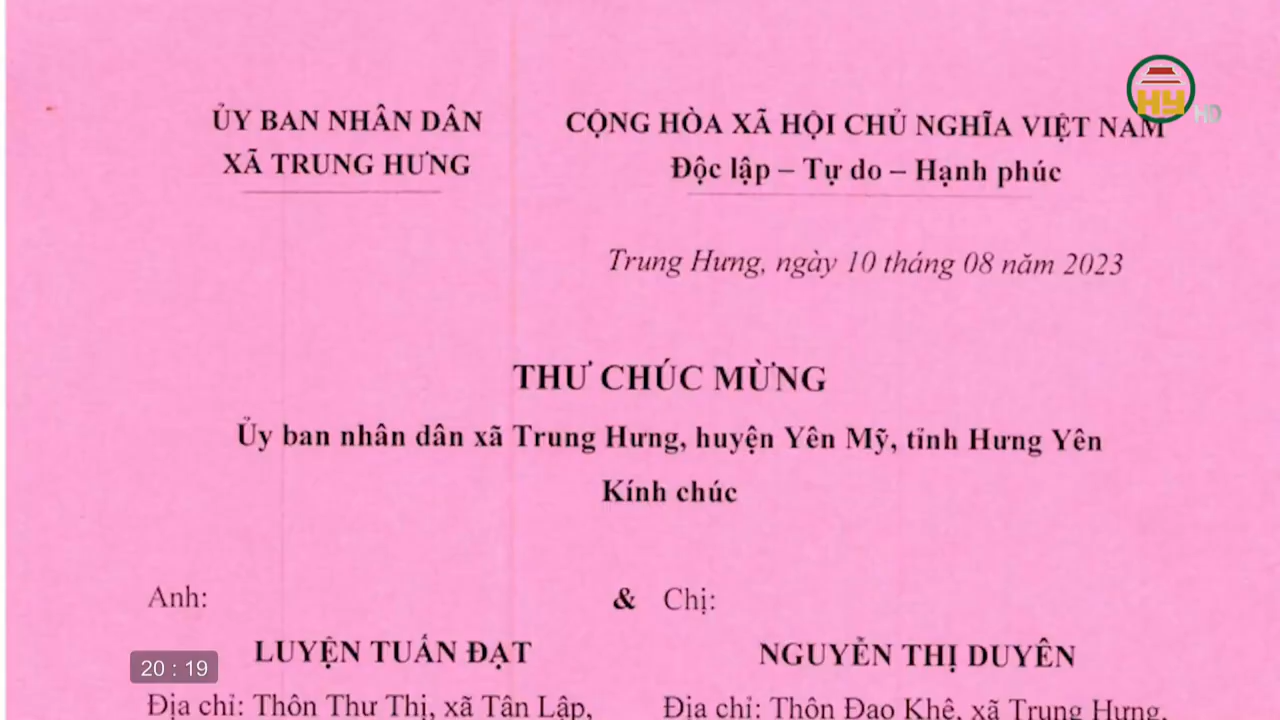 ỦY BAN NHÂN DÂN
XÃ TRUNG HƯNG
CỘNG HÒA XÃ HỘI CHỦ NGHĨA VIỆT NAM
Độc lập – Tự do – Hạnh phúc
HY HD
Trung Hưng, ngày 10 tháng 08 năm 2023
THƯ CHÚC MỪNG
Ủy ban nhân dân xã Trung Hưng, huyện Yên Mỹ, tỉnh Hưng Yên
Kính chúc
Anh: & Chị:
LUYỆN TUẤN ĐẠT NGUYỄN THỊ DUYÊN
20 : 19
Địa chỉ: Thôn Thư Thị, xã Tân Lập, Địa chỉ: Thôn Đạo Khê, xã Trung Hưng,